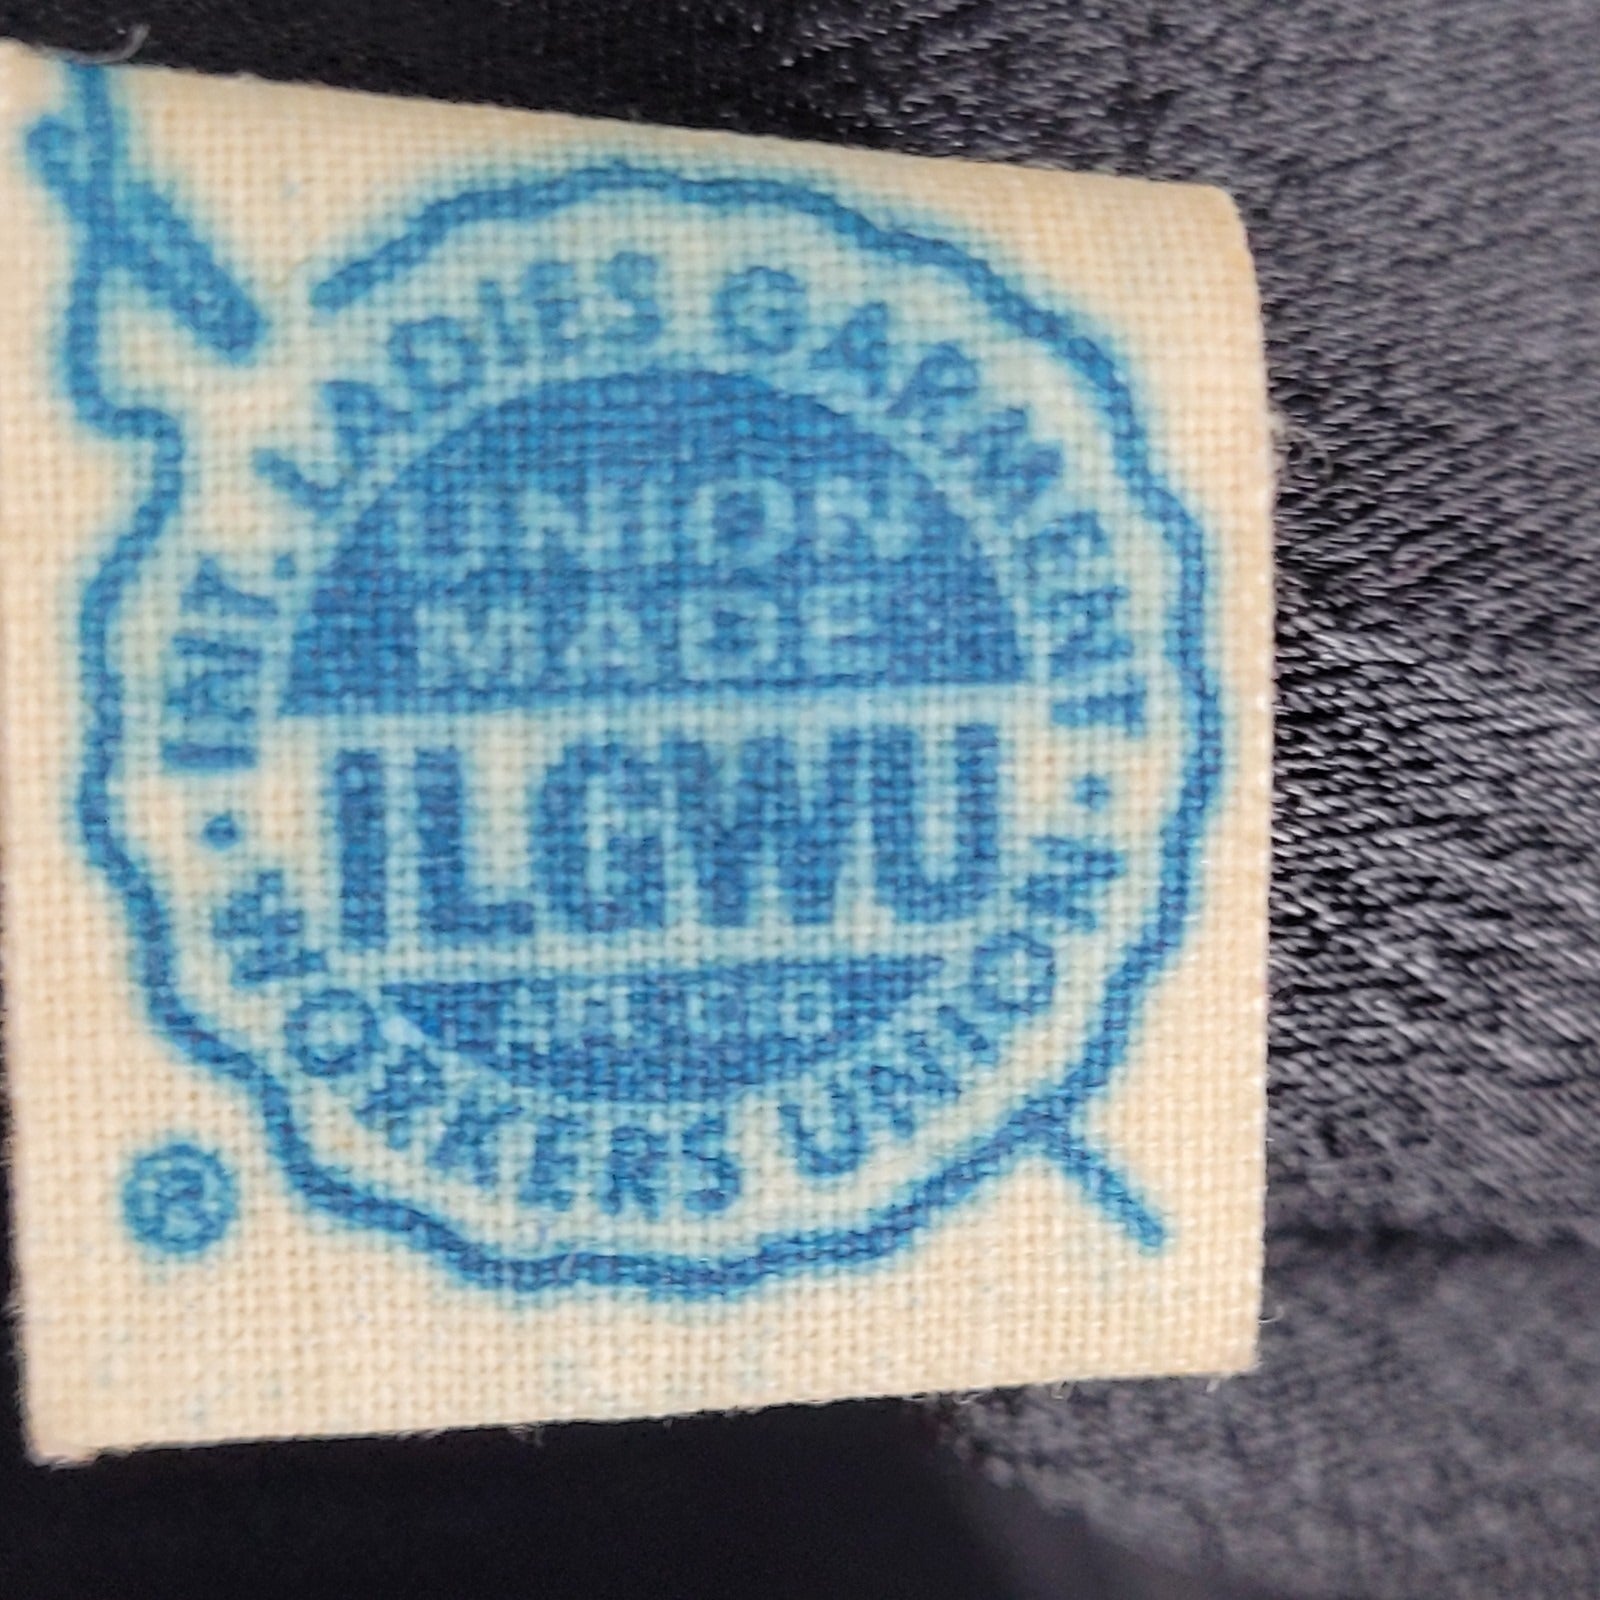 INT. LADIES GARMENT
UNION
MADE
ILGWU
WORKERS UNION
®